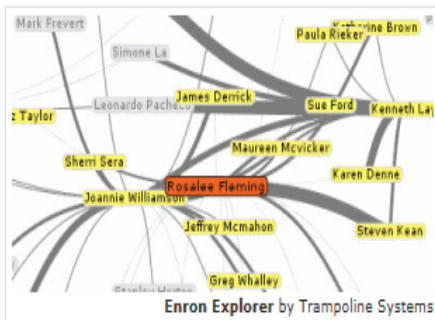 Mark Frevert
Katherine Brown
Paula Rieker
Simone La
James Derrick
Leonardo Pacheco
Sue Ford
Kenneth Lay
z Taylor
Maureen Mcvicker
Sherri Sera
Karen Denne
Rosalee Fleming
Joannie Williamson
Jeffrey Mcmahon
Steven Kean
Greg Whalley
Stanley Horton
Enron Explorer by Trampoline Systems